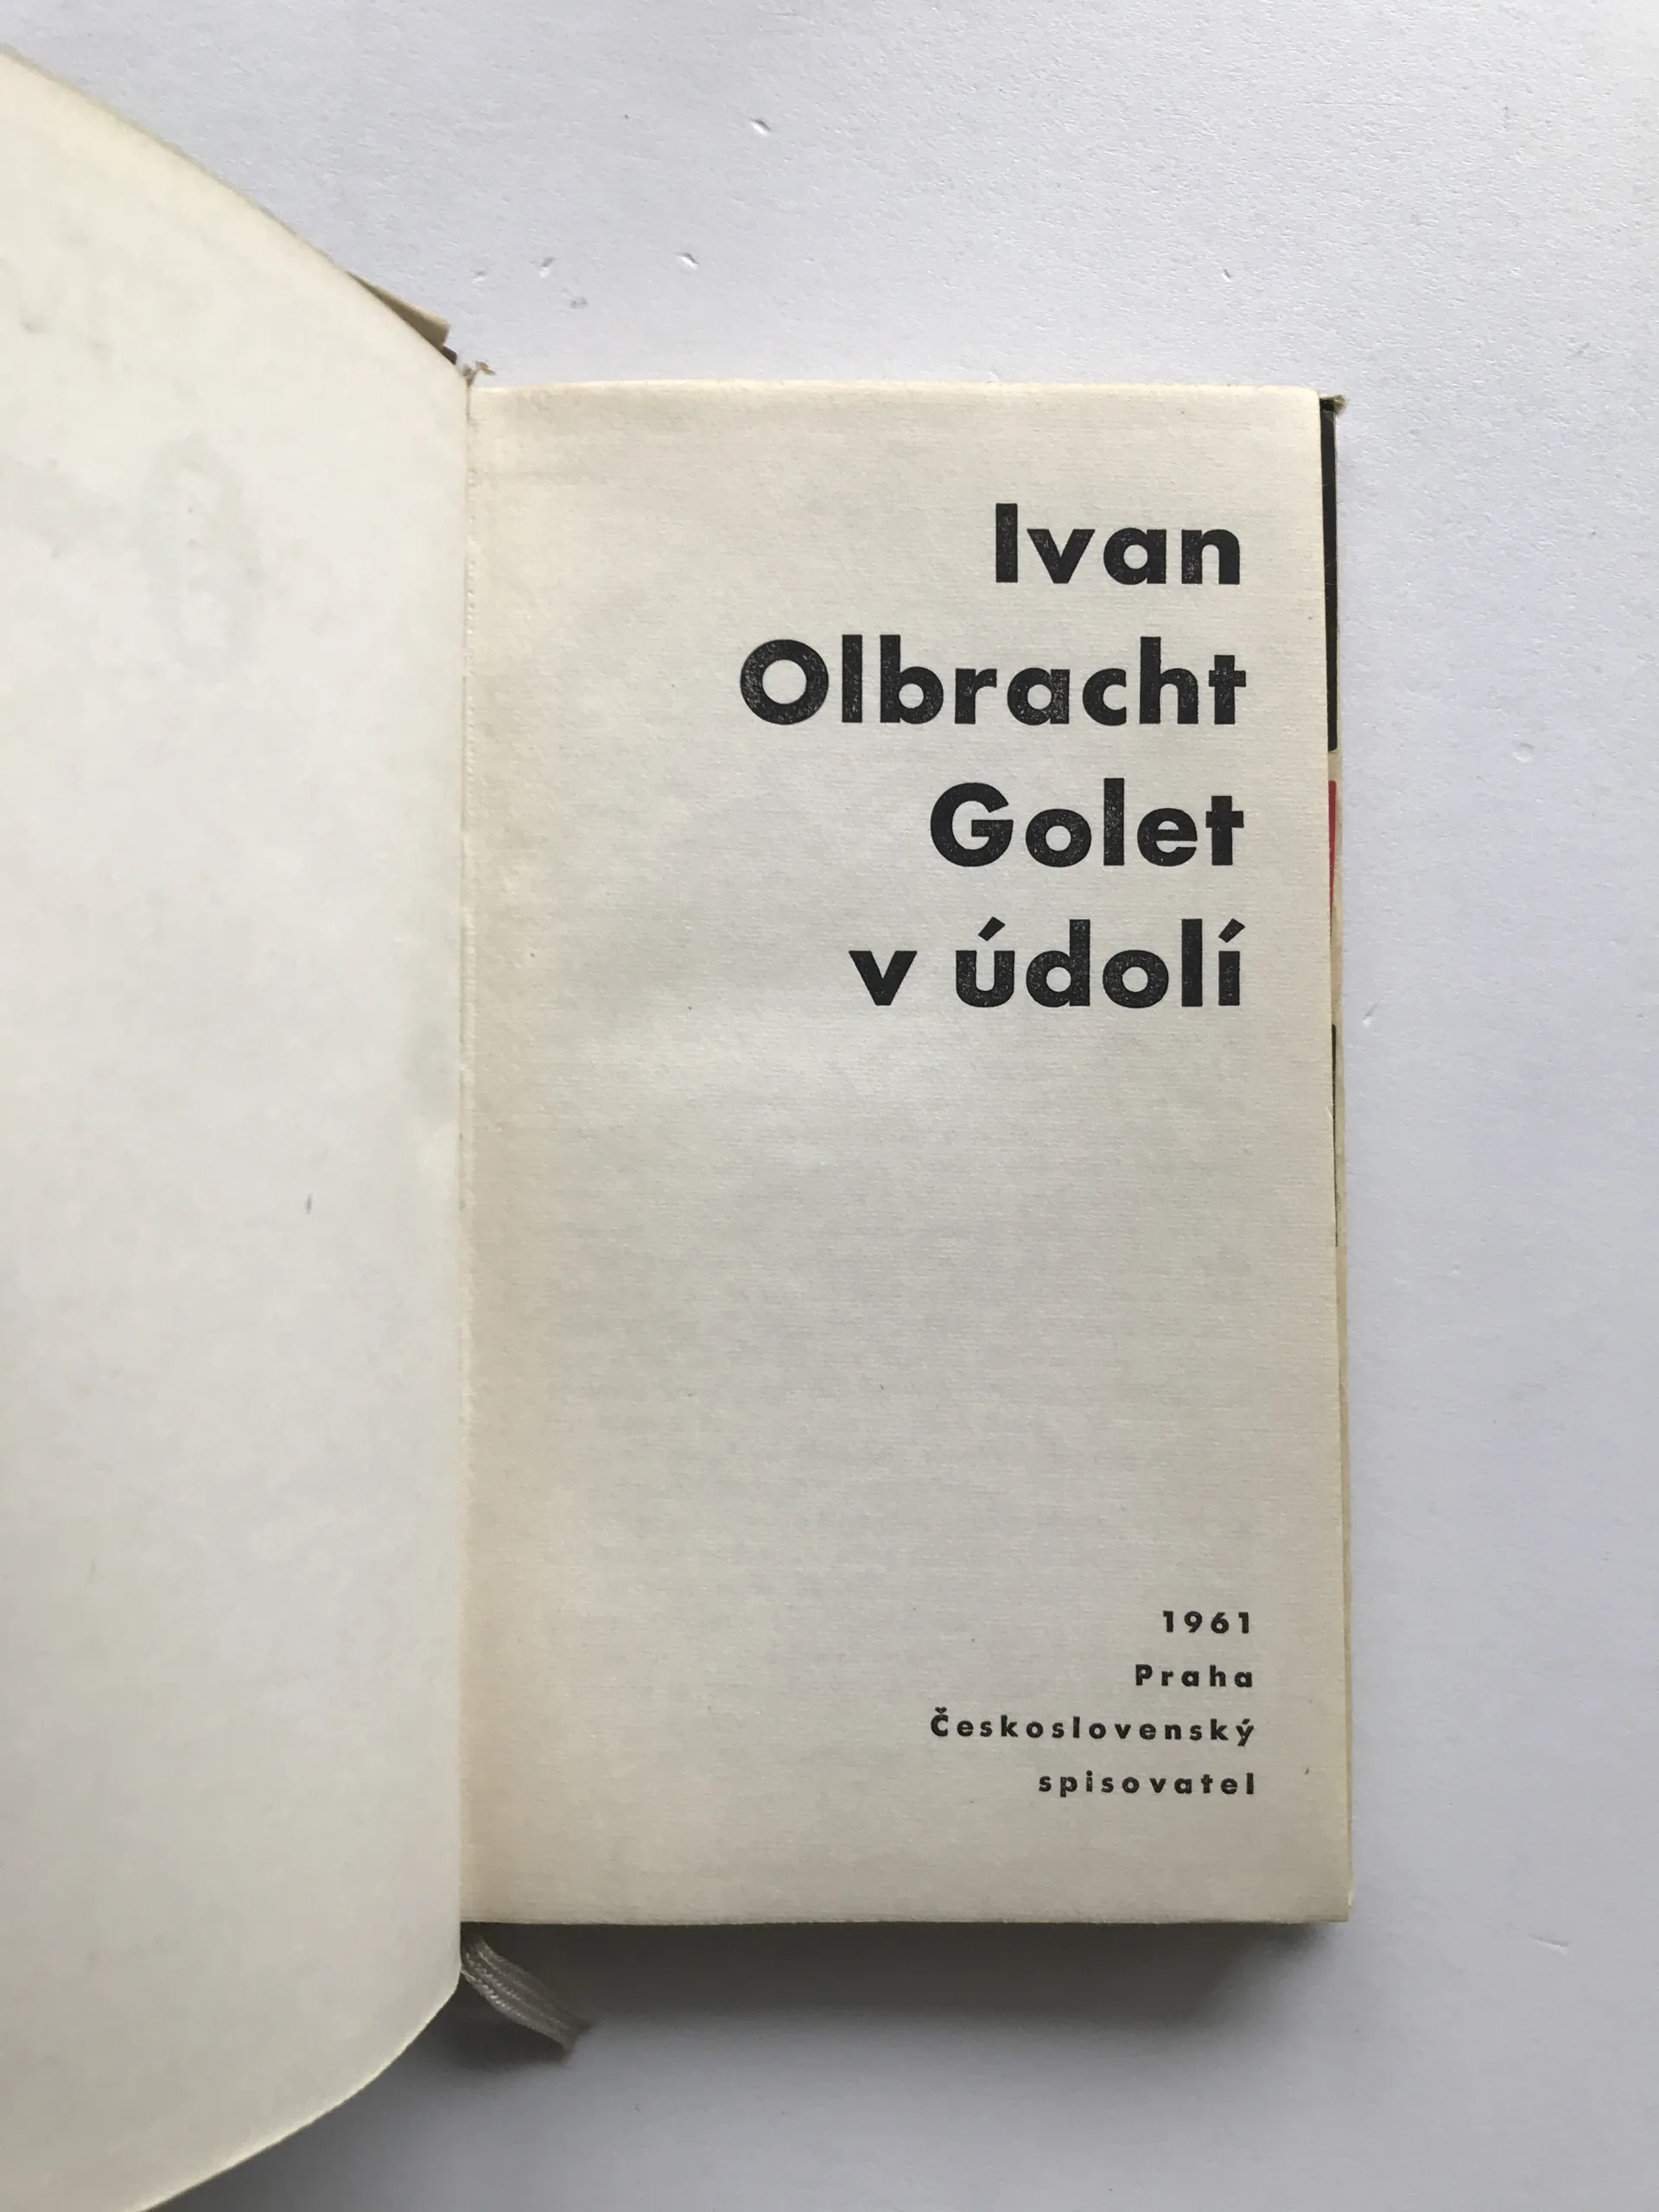 Ivan
Olbracht
Golet
v údolí
1961
Praha
Československý
spisovatel